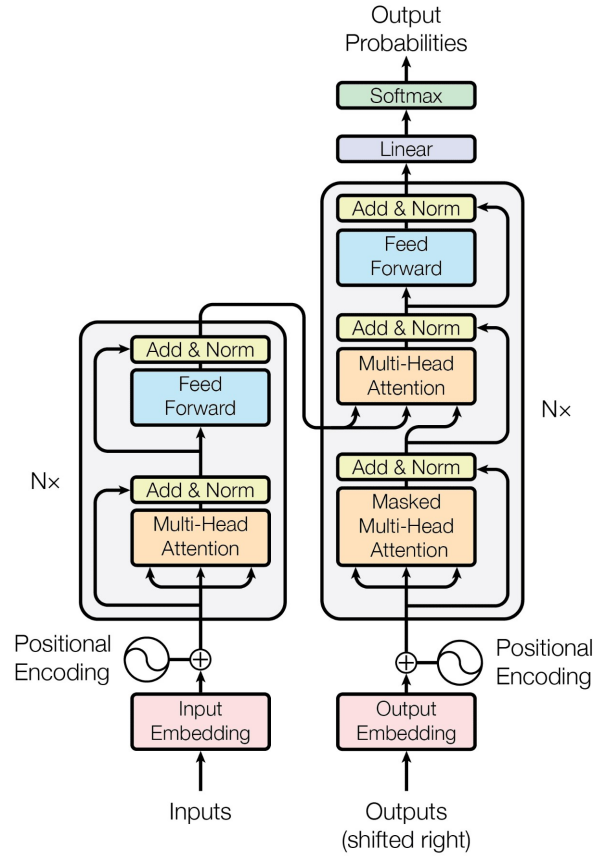 Output
Probabilities
Softmax
Linear
Add & Norm
Feed
Forward
Add & Norm
Multi-Head
Attention
Add & Norm
Masked
Multi-Head
Attention
N×
Add & Norm
Feed
Forward
Add & Norm
Multi-Head
Attention
N×
Positional
Encoding
Positional
Encoding
Input
Embedding
Output
Embedding
Inputs
Outputs
(shifted right)